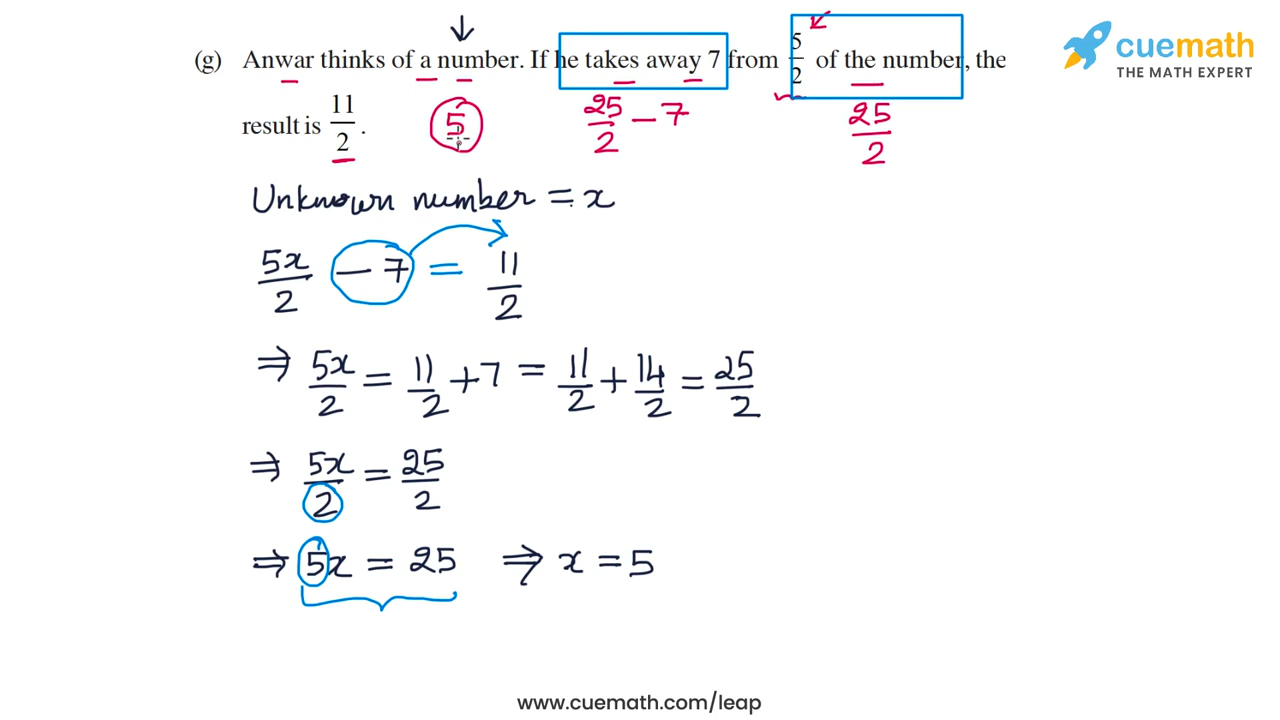 cuemath
THE MATH EXPERT
(g) Anwar thinks of a number. If he takes away 7 from 5/2 of the number, the
result is 11/2.
5
25/2 − 7
25/2
Unknown number = x
5x/2 − 7 = 11/2
⇒ 5x/2 = 11/2 + 7 = 11/2 + 14/2 = 25/2
⇒ 5x/2 = 25/2
⇒ 5x = 25 ⇒ x = 5
www.cuemath.com/leap